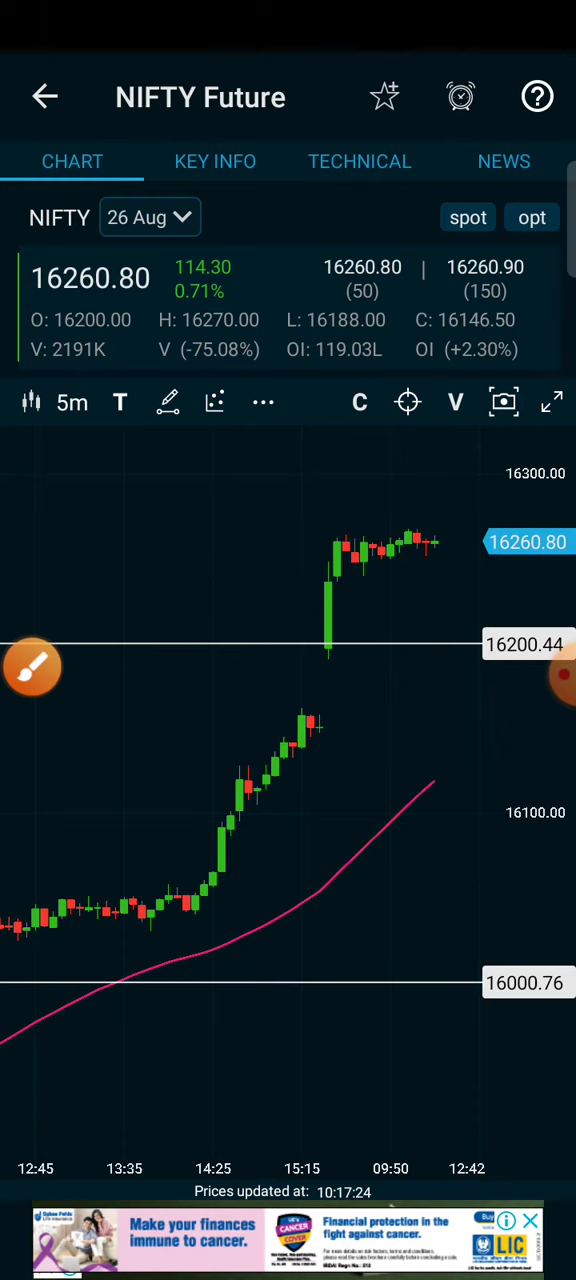 NIFTY Future
CHART KEY INFO TECHNICAL NEWS
NIFTY 26 Aug spot opt
16260.80 114.30 0.71% 16260.80 (50) | 16260.90 (150)
O: 16200.00 H: 16270.00 L: 16188.00 C: 16146.50
V: 2191K V (-75.08%) OI: 119.03L OI (+2.30%)
5m T C V
16300.00
16260.80
16200.44
16100.00
16000.76
12:45 13:35 14:25 15:15 09:50 12:42
Prices updated at: 10:17:24
Make your finances
immune to cancer.
LIC's
CANCER
COVER
Financial protection in the
fight against cancer.
Buy
LIC